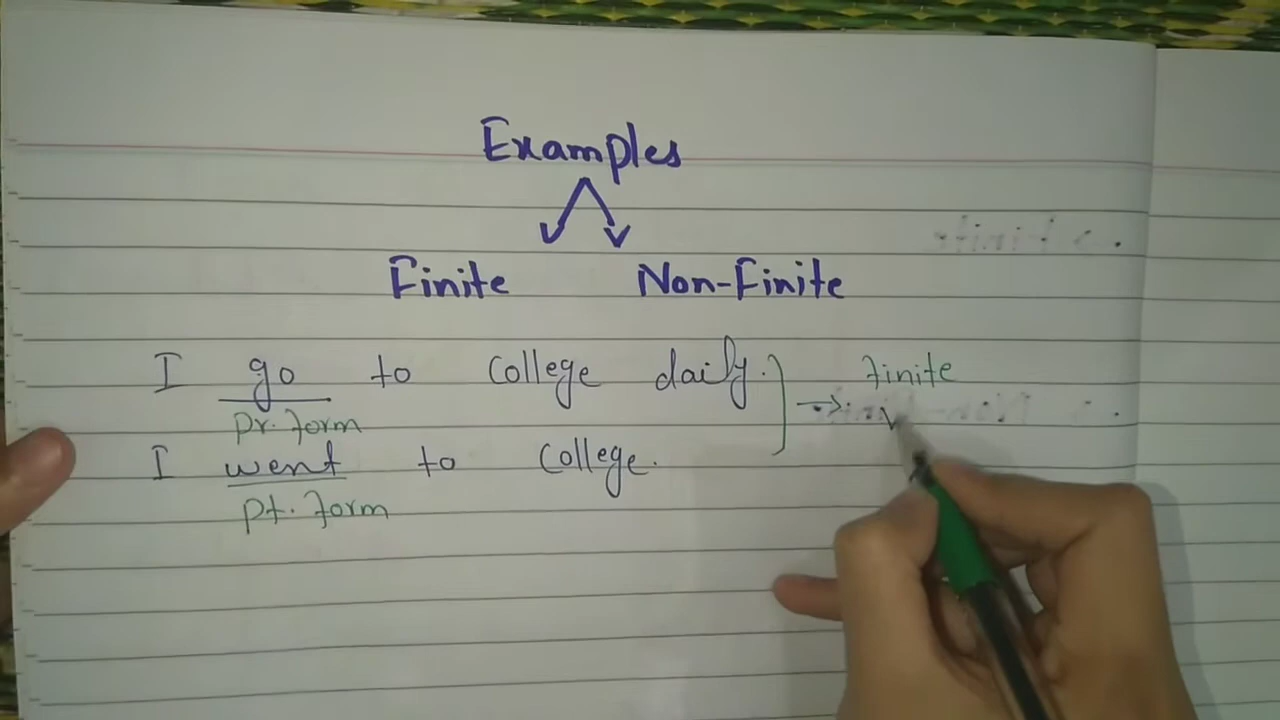 Examples
Finite Non-Finite
I go to college daily. finite
pr. form → v
I went to college.
pt. form